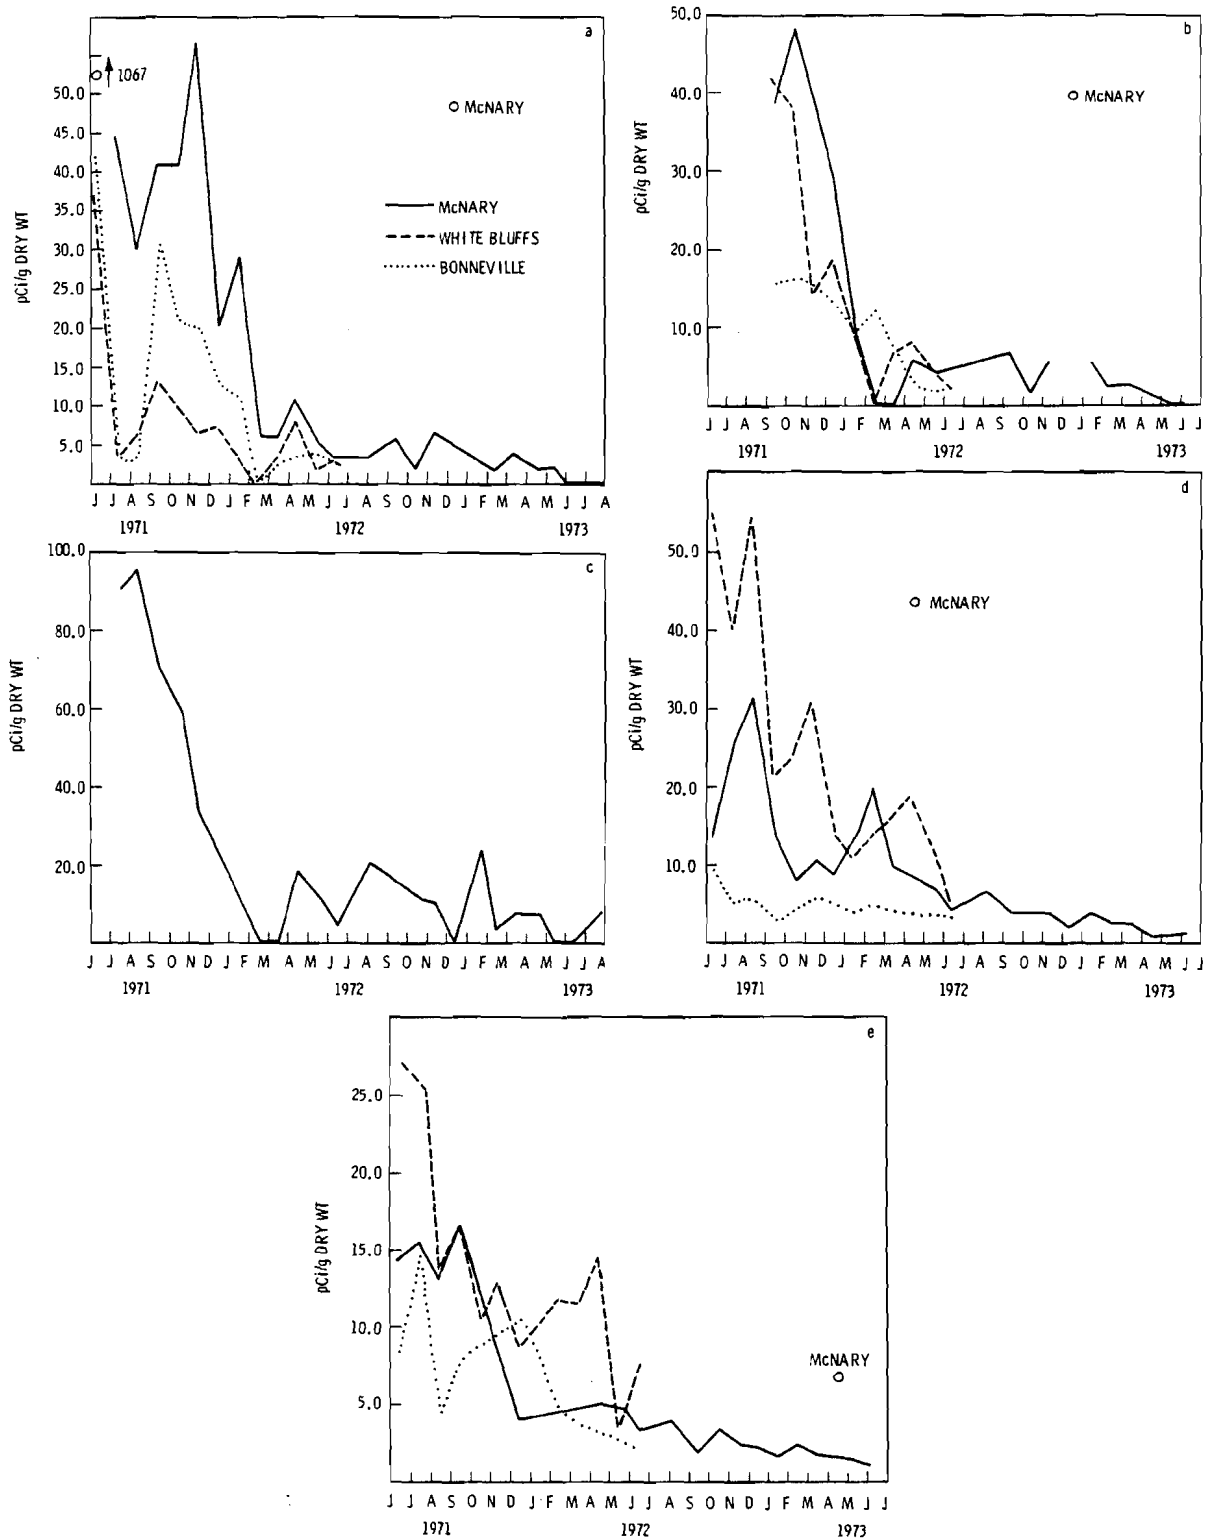 a
1067
50.0
45.0
40.0
35.0
30.0
25.0
20.0
15.0
10.0
5.0
pCi/g DRY WT
McNARY
McNARY
WHITE BLUFFS
BONNEVILLE
J J A S O N D J F M A M J J A S O N D J F M A M J J A
1971 1972 1973
b
50.0
40.0
30.0
20.0
10.0
pCi/g DRY WT
McNARY
J J A S O N D J F M A M J J A S O N D J F M A M J J
1971 1972 1973
c
100.0
80.0
60.0
40.0
20.0
pCi/g DRY WT
J J A S O N D J F M A M J J A S O N D J F M A M J J A
1971 1972 1973
d
50.0
40.0
30.0
20.0
10.0
pCi/g DRY WT
McNARY
J J A S O N D J F M A M J J A S O N D J F M A M J J
1971 1972 1973
e
25.0
20.0
15.0
10.0
5.0
pCi/g DRY WT
McNARY
J J A S O N D J F M A M J J A S O N D J F M A M J J
1971 1972 1973